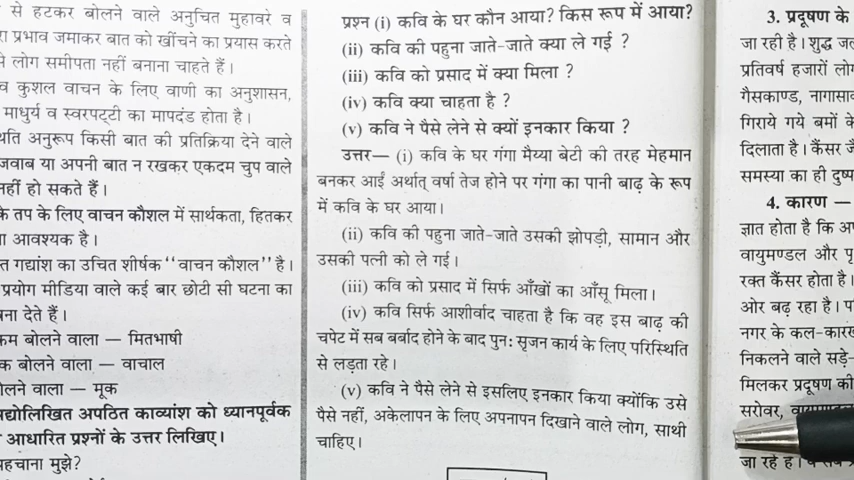 से हटकर बोलने वाले अनुचित मुहावरे व
प्रभाव जमाकर बात को खींचने का प्रयास करते
लोग समीपता नहीं बनाना चाहते हैं।
व कुशल वाचन के लिए वाणी का अनुशासन,
माधुर्य व स्वरपट्टी का मापदंड होता है।
अनुरूप किसी बात की प्रतिक्रिया देने वाले
जवाब या अपनी बात न रखकर एकदम चुप वाले
नहीं हो सकते हैं।
के तप के लिए वाचन कौशल में सार्थकता, हितकर
आवश्यक है।
गद्यांश का उचित शीर्षक ‘‘वाचन कौशल’’ है।
प्रयोग मीडिया वाले कई बार छोटी सी घटना का
बना देते हैं।
कम बोलने वाला — मितभाषी
बोलने वाला — वाचाल
वाला — मूक
अपठित काव्यांश को ध्यानपूर्वक
आधारित प्रश्नों के उत्तर लिखिए।
पहचाना मुझे?
प्रश्न (i) कवि के घर कौन आया? किस रूप में आया?
(ii) कवि की पहुना जाते-जाते क्या ले गई ?
(iii) कवि को प्रसाद में क्या मिला ?
(iv) कवि क्या चाहता है ?
(v) कवि ने पैसे लेने से क्यों इनकार किया ?
उत्तर— (i) कवि के घर गंगा मैय्या बेटी की तरह मेहमान
बनकर आईं अर्थात् वर्षा तेज होने पर गंगा का पानी बाढ़ के रूप
में कवि के घर आया।
(ii) कवि की पहुना जाते-जाते उसकी झोपड़ी, सामान और
उसकी पत्नी को ले गई।
(iii) कवि को प्रसाद में सिर्फ आँखों का आँसू मिला।
(iv) कवि सिर्फ आशीर्वाद चाहता है कि वह इस बाढ़ की
चपेट में सब बर्बाद होने के बाद पुनः सृजन कार्य के लिए परिस्थिति
से लड़ता रहे।
(v) कवि ने पैसे लेने से इसलिए इनकार किया क्योंकि उसे
पैसे नहीं, अकेलापन के लिए अपनापन दिखाने वाले लोग, साथी
चाहिए।
3. प्रदूषण के
जा रही है। शुद्ध
प्रतिवर्ष हजारों
गैसकाण्ड,
गिराये गये बमों के
दिलाता है। कैंसर
समस्या का ही
4. कारण —
ज्ञात होता है कि
वायुमण्डल और
रक्त कैंसर होता है।
ओर बढ़ रहा है।
नगर के
निकलने वाले सड़े-
मिलकर प्रदूषण की
सरोवर,
जा रहे